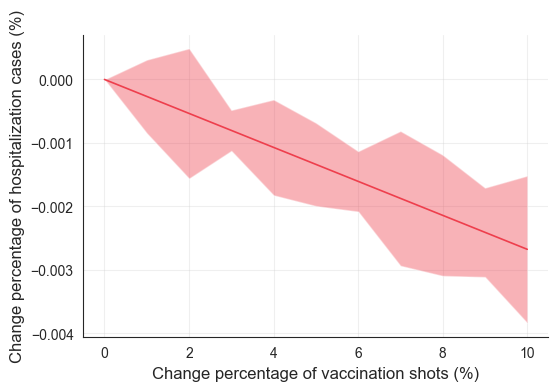 Change percentage of hospitalization cases (%)
0.000
−0.001
−0.002
−0.003
−0.004
0 2 4 6 8 10
Change percentage of vaccination shots (%)